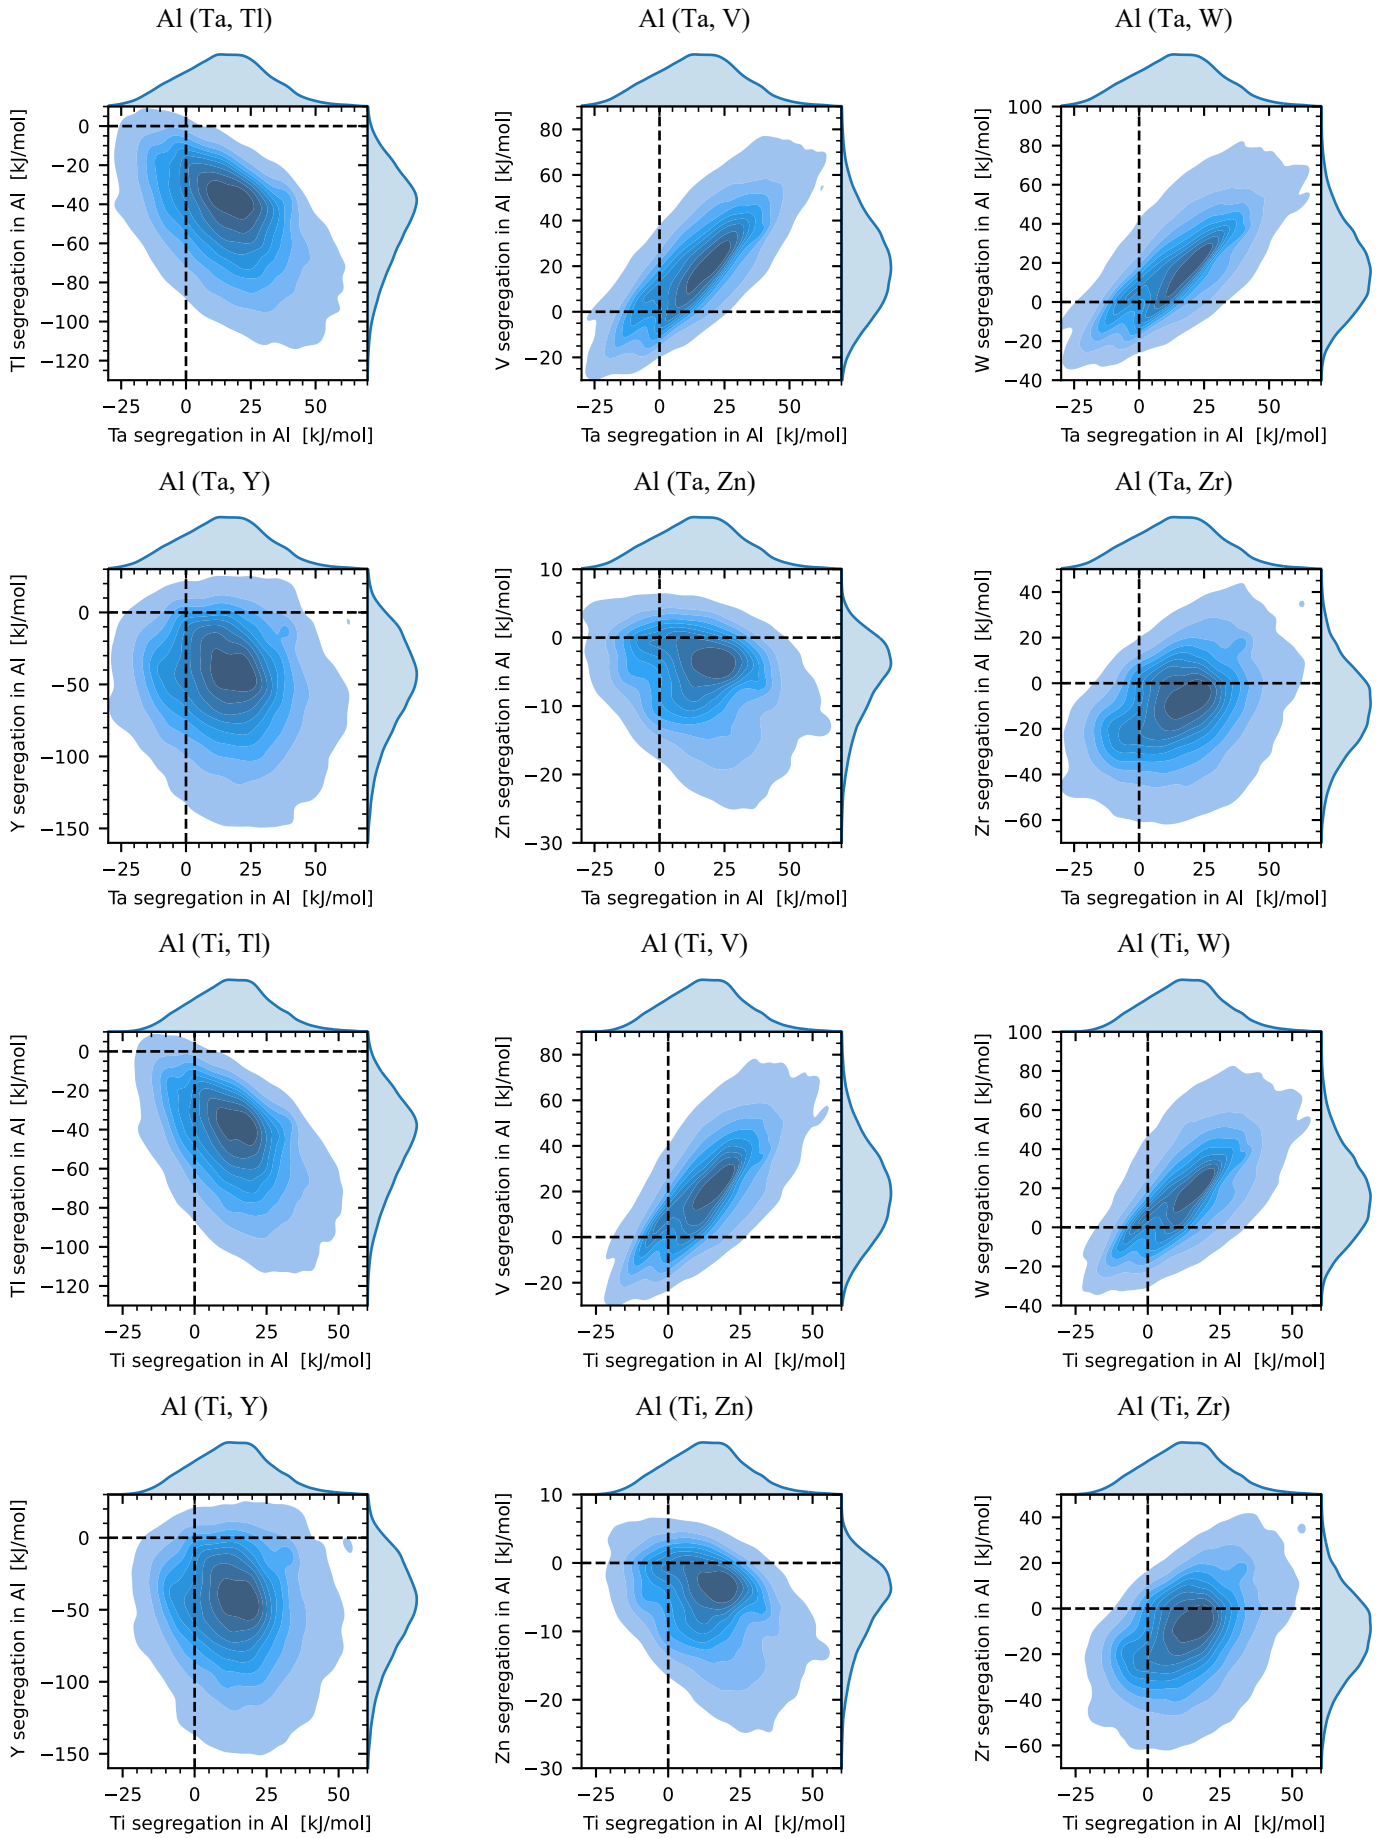 Al (Ta, Tl)
Al (Ta, V)
Al (Ta, W)
Tl segregation in Al [kJ/mol]
0
−20
−40
−60
−80
−100
−120
−25 0 25 50
Ta segregation in Al [kJ/mol]
V segregation in Al [kJ/mol]
80
60
40
20
0
−20
−25 0 25 50
Ta segregation in Al [kJ/mol]
W segregation in Al [kJ/mol]
100
80
60
40
20
0
−20
−40
−25 0 25 50
Ta segregation in Al [kJ/mol]
Al (Ta, Y)
Al (Ta, Zn)
Al (Ta, Zr)
Y segregation in Al [kJ/mol]
0
−50
−100
−150
−25 0 25 50
Ta segregation in Al [kJ/mol]
Zn segregation in Al [kJ/mol]
10
0
−10
−20
−30
−25 0 25 50
Ta segregation in Al [kJ/mol]
Zr segregation in Al [kJ/mol]
40
20
0
−20
−40
−60
−25 0 25 50
Ta segregation in Al [kJ/mol]
Al (Ti, Tl)
Al (Ti, V)
Al (Ti, W)
Tl segregation in Al [kJ/mol]
0
−20
−40
−60
−80
−100
−120
−25 0 25 50
Ti segregation in Al [kJ/mol]
V segregation in Al [kJ/mol]
80
60
40
20
0
−20
−25 0 25 50
Ti segregation in Al [kJ/mol]
W segregation in Al [kJ/mol]
100
80
60
40
20
0
−20
−40
−25 0 25 50
Ti segregation in Al [kJ/mol]
Al (Ti, Y)
Al (Ti, Zn)
Al (Ti, Zr)
Y segregation in Al [kJ/mol]
0
−50
−100
−150
−25 0 25 50
Ti segregation in Al [kJ/mol]
Zn segregation in Al [kJ/mol]
10
0
−10
−20
−30
−25 0 25 50
Ti segregation in Al [kJ/mol]
Zr segregation in Al [kJ/mol]
40
20
0
−20
−40
−60
−25 0 25 50
Ti segregation in Al [kJ/mol]